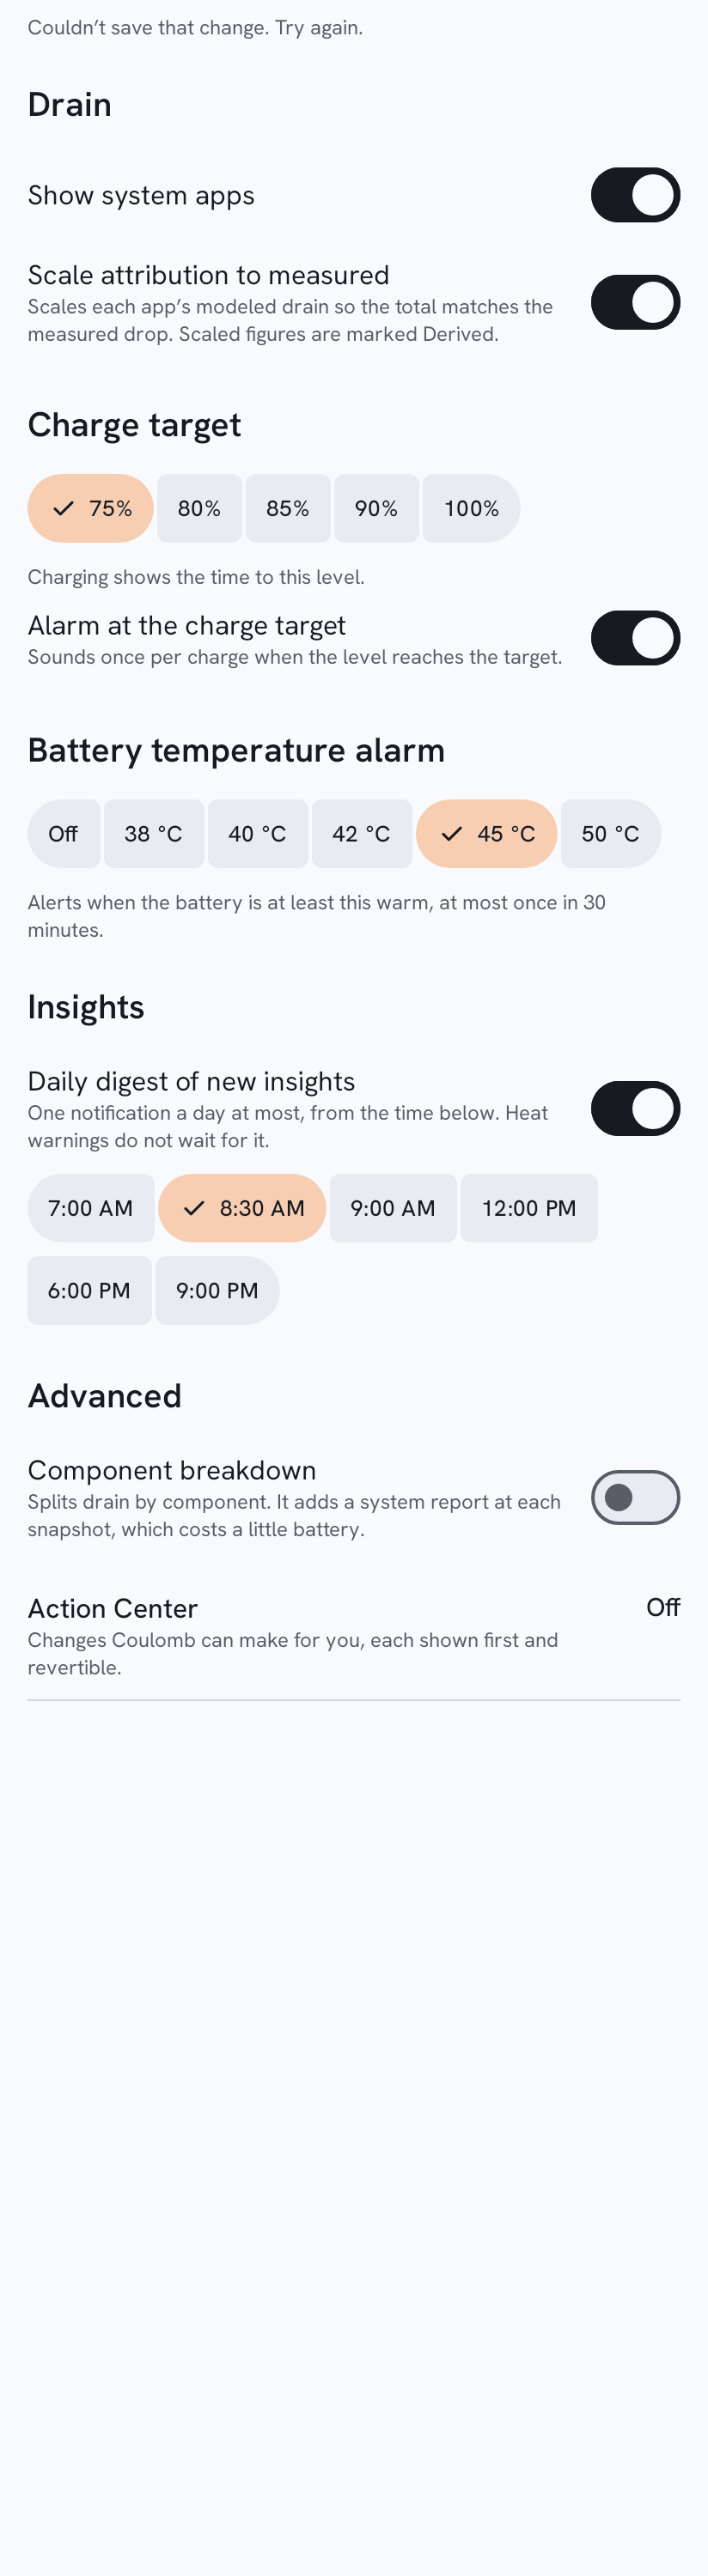 Couldn’t save that change. Try again.
Drain
Show system apps
Scale attribution to measured
Scales each app’s modeled drain so the total matches the
measured drop. Scaled figures are marked Derived.
Charge target
75% 80% 85% 90% 100%
Charging shows the time to this level.
Alarm at the charge target
Sounds once per charge when the level reaches the target.
Battery temperature alarm
Off 38 °C 40 °C 42 °C 45 °C 50 °C
Alerts when the battery is at least this warm, at most once in 30
minutes.
Insights
Daily digest of new insights
One notification a day at most, from the time below. Heat
warnings do not wait for it.
7:00 AM 8:30 AM 9:00 AM 12:00 PM
6:00 PM 9:00 PM
Advanced
Component breakdown
Splits drain by component. It adds a system report at each
snapshot, which costs a little battery.
Action Center Off
Changes Coulomb can make for you, each shown first and
revertible.